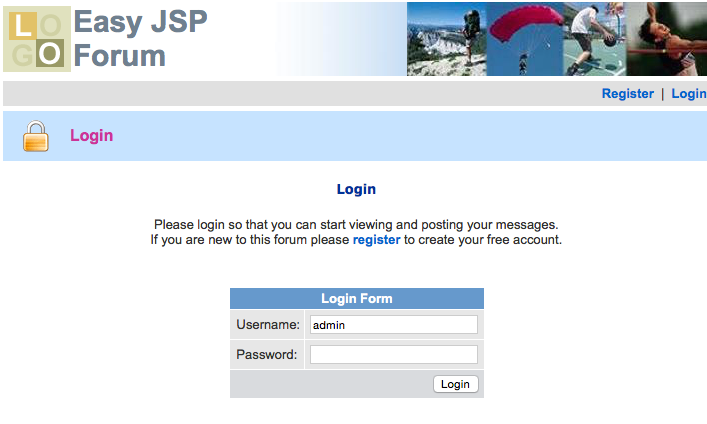 LO
GO
Easy JSP
Forum
Register | Login
Login
Login
Please login so that you can start viewing and posting your messages.
If you are new to this forum please register to create your free account.
Login Form
Username: admin
Password:
Login